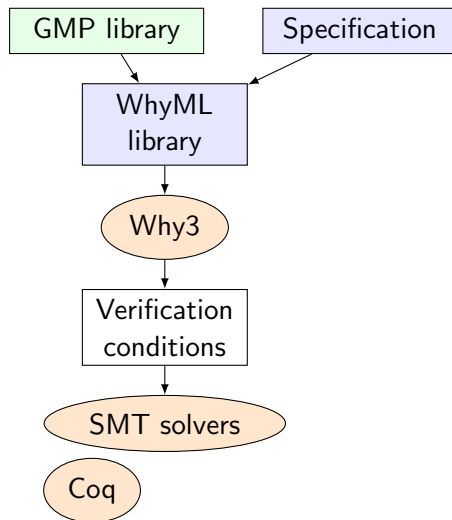 GMP library
Specification
WhyML
library
Why3
Verification
conditions
SMT solvers
Coq